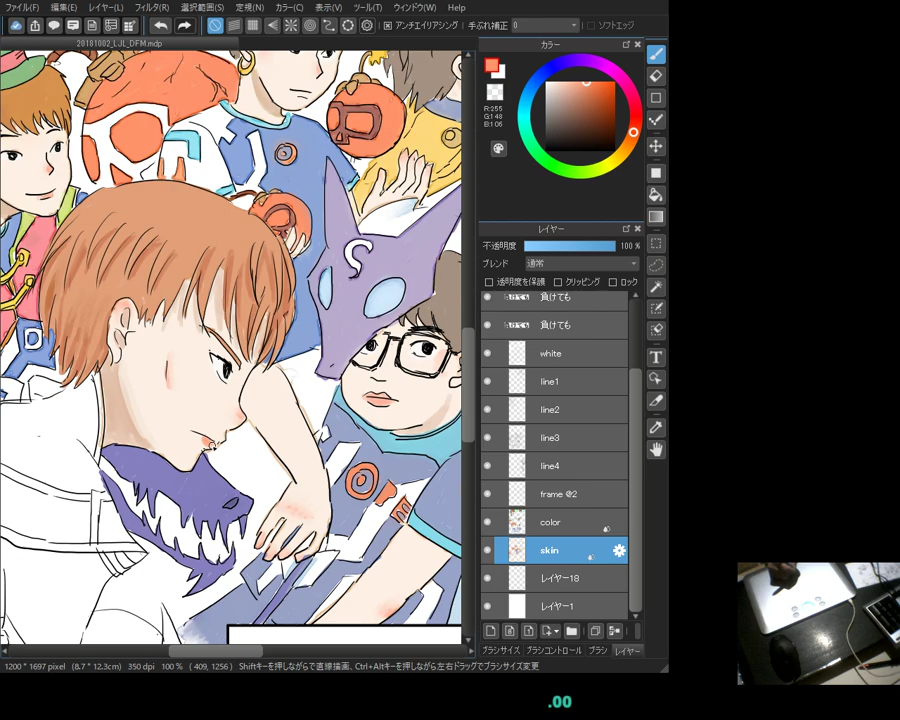 ファイル(F) 編集(E) レイヤー(L) フィルタ(R) 選択範囲(S) 定規(N) カラー(C) 表示(V) ツール(T) ウィンドウ(W) Help
アンチエイリアシング 手ぶれ補正 0 ソフトエッジ
20181002_LJL_DFM.mdp
カラー
R:255
G:148
B:106
レイヤー
不透明度 100 %
ブレンド 通常
透明度を保護 クリッピング ロック
負けても
負けても
white
line1
line2
line3
line4
frame @2
color
skin
レイヤー18
レイヤー1
ブラシサイズ ブラシコントロール ブラシ レイヤー
1200 * 1697 pixel (8.7 * 12.3cm) 350 dpi 100 % ( 409, 1256 ) Shiftキーを押しながらで直線描画, Ctrl+Altキーを押しながら左右ドラッグでブラシサイズ変更
.00